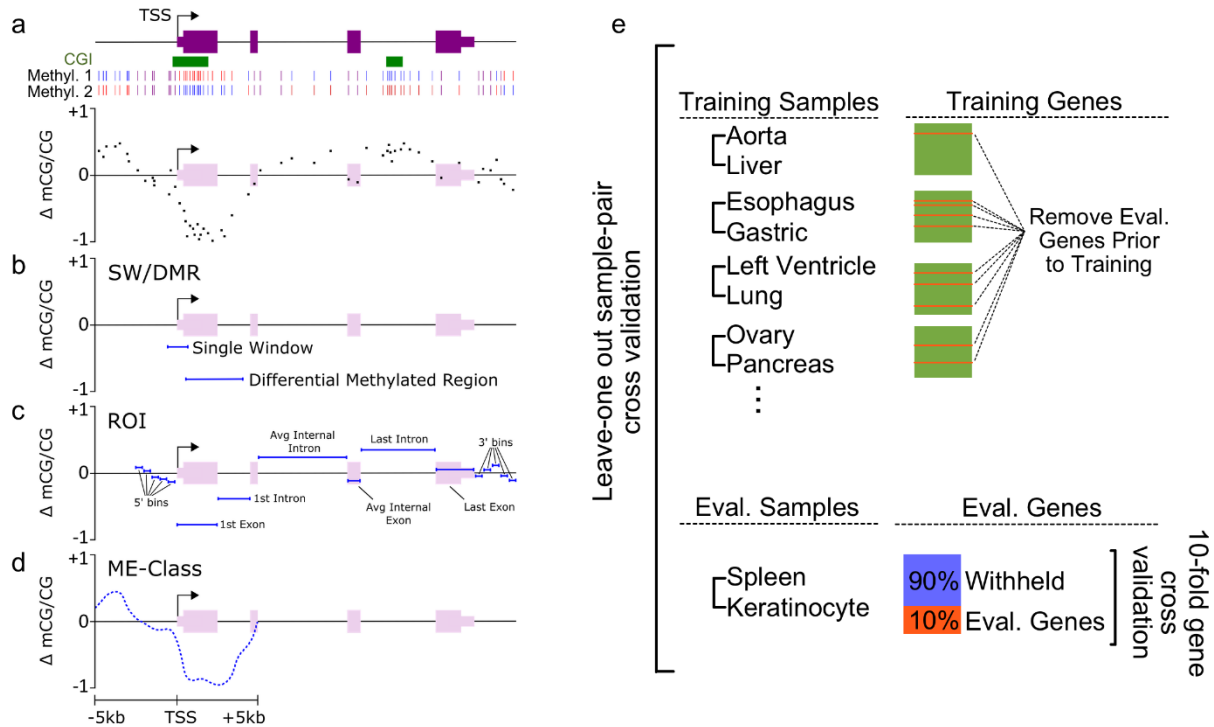 a
TSS
CGI
Methyl. 1
Methyl. 2
+1
0
-1
Δ mCG/CG
b
SW/DMR
+1
0
-1
Δ mCG/CG
Single Window
Differential Methylated Region
c
ROI
+1
0
-1
Δ mCG/CG
5' bins
1st Exon
1st Intron
Avg Internal
Intron
Avg Internal
Exon
Last Intron
Last Exon
3' bins
d
ME-Class
+1
0
-1
Δ mCG/CG
-5kb
TSS
+5kb
e
Leave-one out sample-pair
cross validation
Training Samples
Training Genes
Aorta
Liver
Esophagus
Gastric
Left Ventricle
Lung
Ovary
Pancreas
Remove Eval.
Genes Prior
to Training
Eval. Samples
Eval. Genes
Spleen
Keratinocyte
90% Withheld
10% Eval. Genes
10-fold gene
cross
validation